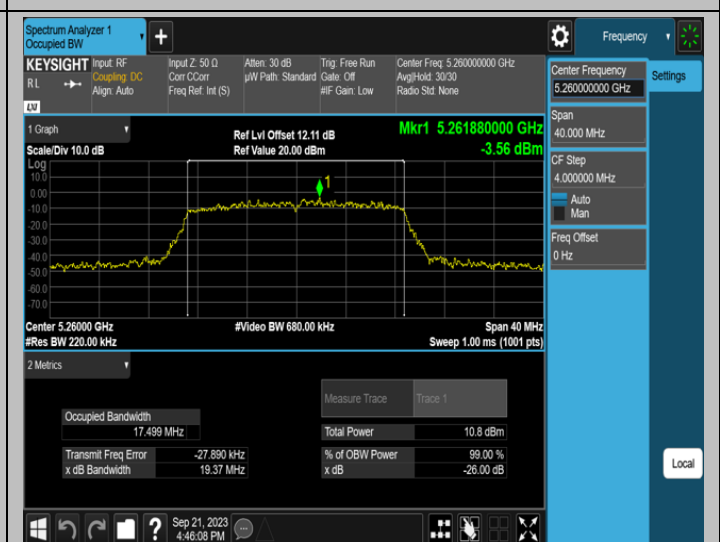 Spectrum Analyzer 1
Occupied BW
+
Frequency
KEYSIGHT
RL
LXI
Input: RF
Coupling: DC
Align: Auto
Input Z: 50 Ω
Corr CCorr
Freq Ref: Int (S)
Atten: 30 dB
µW Path: Standard
Trig: Free Run
Gate: Off
#IF Gain: Low
Center Freq: 5.260000000 GHz
Avg|Hold: 30/30
Radio Std: None
Center Frequency
5.260000000 GHz
Settings
Span
40.000 MHz
CF Step
4.000000 MHz
Auto
Man
Freq Offset
0 Hz
1 Graph
Scale/Div 10.0 dB
Ref Lvl Offset 12.11 dB
Ref Value 20.00 dBm
Mkr1 5.261880000 GHz
-3.56 dBm
Log
10.0
0.00
-10.0
-20.0
-30.0
-40.0
-50.0
-60.0
-70.0
1
Center 5.26000 GHz
#Res BW 220.00 kHz
#Video BW 680.00 kHz
Span 40 MHz
Sweep 1.00 ms (1001 pts)
2 Metrics
Measure Trace Trace 1
Occupied Bandwidth
17.499 MHz
Total Power 10.8 dBm
Transmit Freq Error -27.890 kHz
% of OBW Power 99.00 %
x dB Bandwidth 19.37 MHz
x dB -26.00 dB
Local
?
Sep 21, 2023
4:46:08 PM